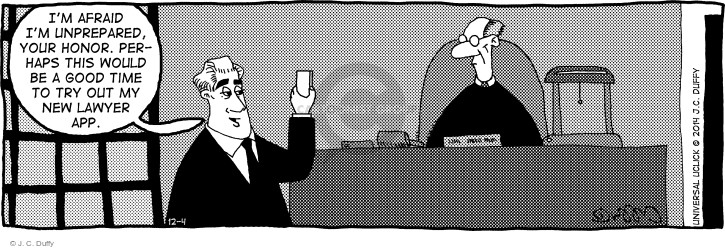 I'M AFRAID
I'M UNPREPARED,
YOUR HONOR. PER-
HAPS THIS WOULD
BE A GOOD TIME
TO TRY OUT MY
NEW LAWYER
APP.
12-4
UNIVERSAL UCLICK © 2014 J.C. DUFFY
© J. C. Duffy